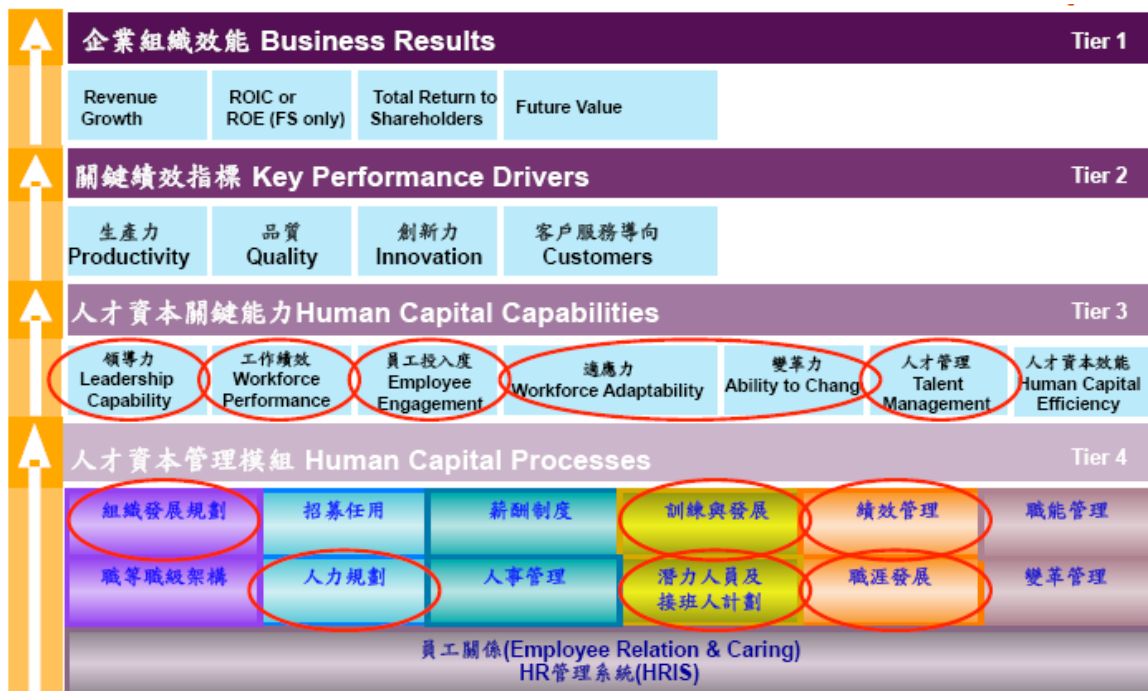 企業組織效能 Business Results Tier 1
Revenue Growth
ROIC or ROE (FS only)
Total Return to Shareholders
Future Value
關鍵績效指標 Key Performance Drivers Tier 2
生產力
Productivity
品質
Quality
創新力
Innovation
客戶服務導向
Customers
人才資本關鍵能力Human Capital Capabilities Tier 3
領導力
Leadership
Capability
工作績效
Workforce
Performance
員工投入度
Employee
Engagement
適應力
Workforce Adaptability
變革力
Ability to Chang
人才管理
Talent
Management
人才資本效能
Human Capital
Efficiency
人才資本管理模組 Human Capital Processes Tier 4
組織發展規劃 招募任用 薪酬制度 訓練與發展 績效管理 職能管理
職等職級架構 人力規劃 人事管理 潛力人員及
接班人計劃 職涯發展 變革管理
員工關係(Employee Relation & Caring)
HR管理系統(HRIS)